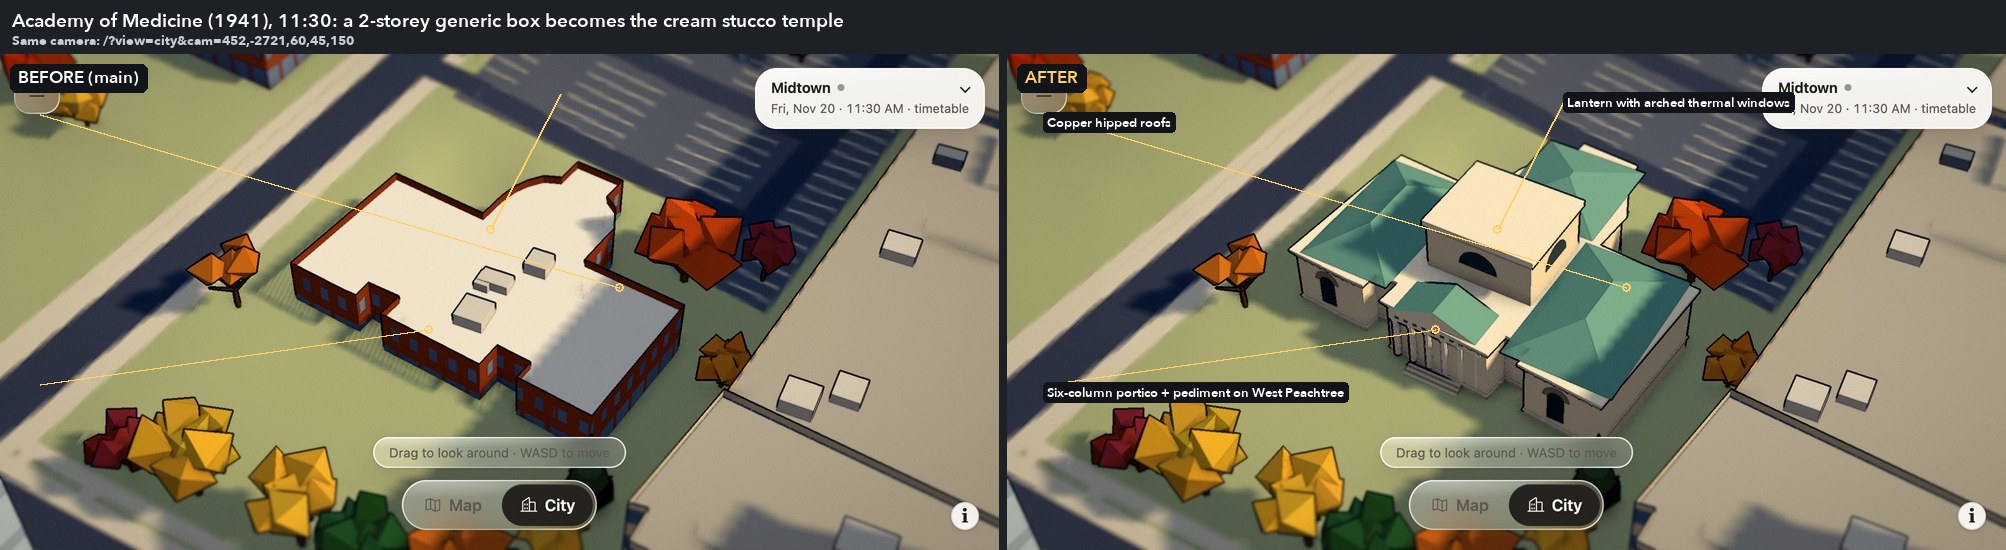 Academy of Medicine (1941), 11:30: a 2-storey generic box becomes the cream stucco temple
Same camera: /?view=city&cam=452,-2721,60,45,150
BEFORE (main)
Midtown
Fri, Nov 20 · 11:30 AM · timetable
Drag to look around · WASD to move
Map
City
i
AFTER
Midtown
Nov 20 · 11:30 AM · timetable
Lantern with arched thermal windows
Copper hipped roofs
Six-column portico + pediment on West Peachtree
Drag to look around · WASD to move
Map
City
i